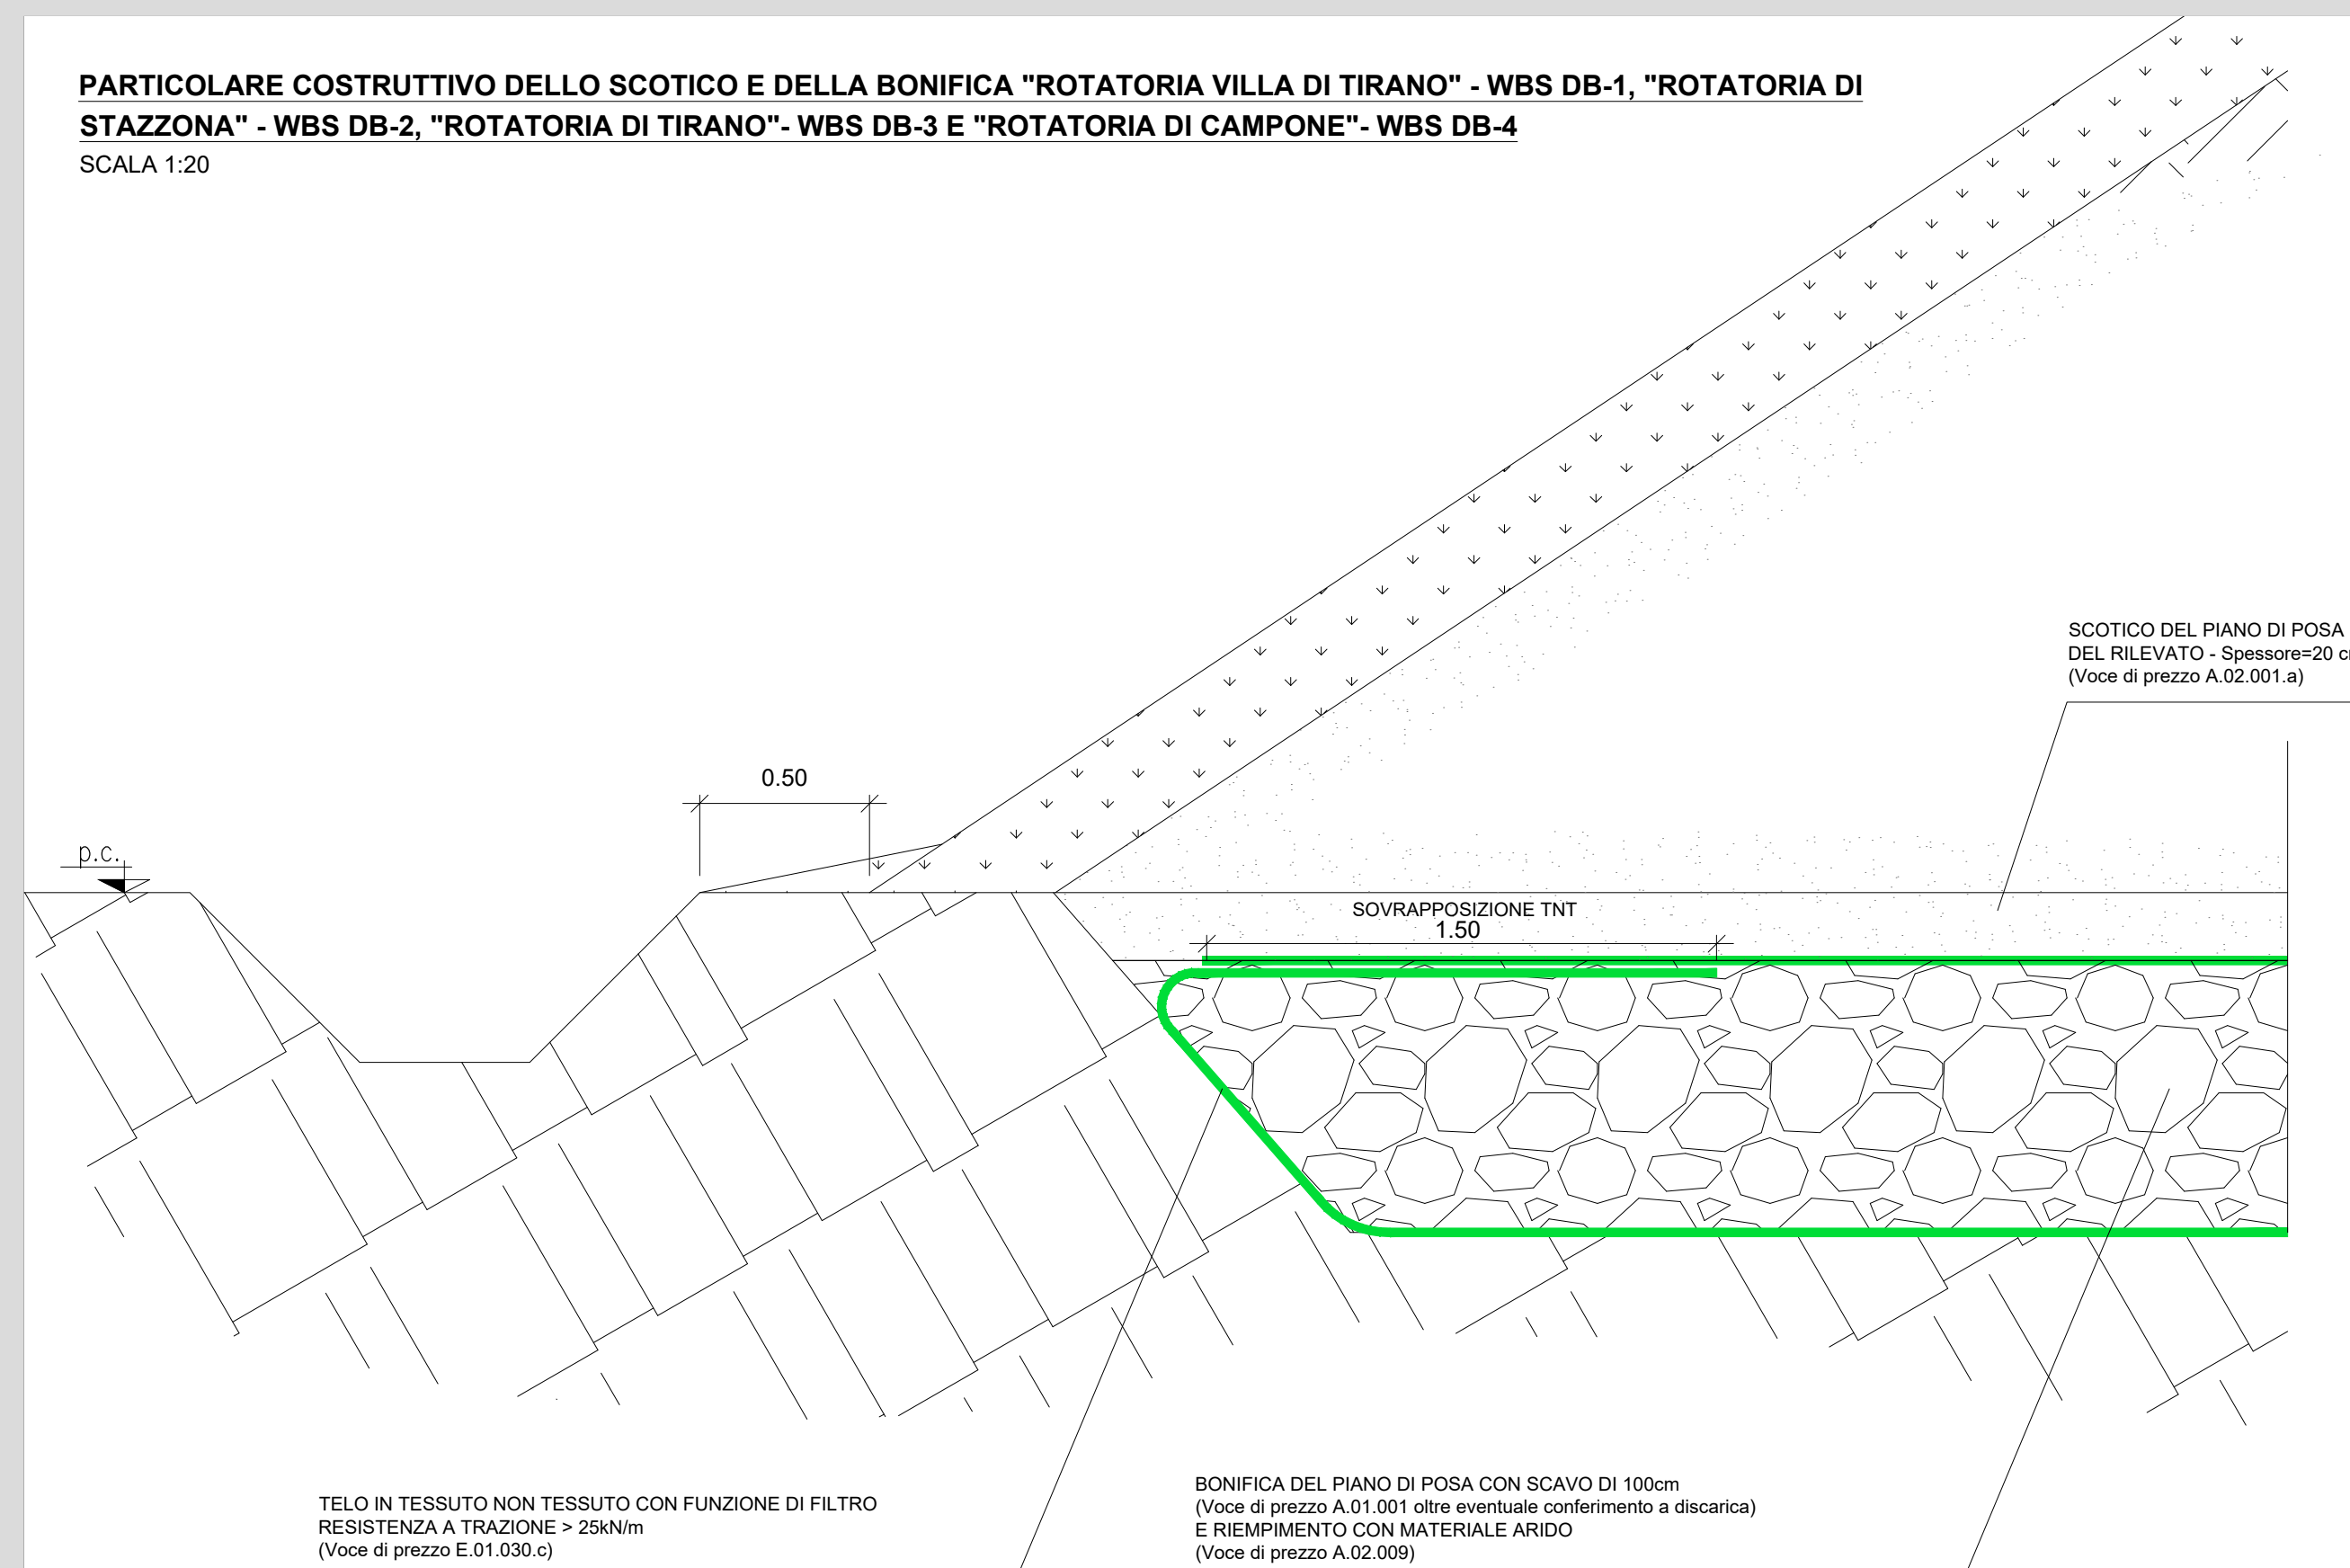 PARTICOLARE COSTRUTTIVO DELLO SCOTICO E DELLA BONIFICA "ROTATORIA VILLA DI TIRANO" - WBS DB-1, "ROTATORIA DI
STAZZONA" - WBS DB-2, "ROTATORIA DI TIRANO"- WBS DB-3 E "ROTATORIA DI CAMPONE"- WBS DB-4
SCALA 1:20
SCOTICO DEL PIANO DI POSA
DEL RILEVATO - Spessore=20 c
(Voce di prezzo A.02.001.a)
0.50
p.c.
SOVRAPPOSIZIONE TNT
1.50
TELO IN TESSUTO NON TESSUTO CON FUNZIONE DI FILTRO
RESISTENZA A TRAZIONE > 25kN/m
(Voce di prezzo E.01.030.c)
BONIFICA DEL PIANO DI POSA CON SCAVO DI 100cm
(Voce di prezzo A.01.001 oltre eventuale conferimento a discarica)
E RIEMPIMENTO CON MATERIALE ARIDO
(Voce di prezzo A.02.009)